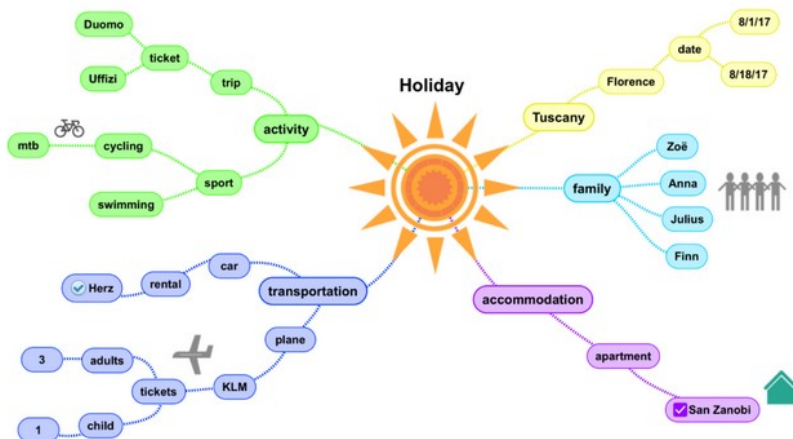 Holiday
Duomo
Uffizi
ticket
trip
activity
mtb
cycling
swimming
sport
Tuscany
Florence
date
8/1/17
8/18/17
family
Zoë
Anna
Julius
Finn
transportation
car
rental
Herz
plane
KLM
tickets
adults
3
child
1
accommodation
apartment
San Zanobi